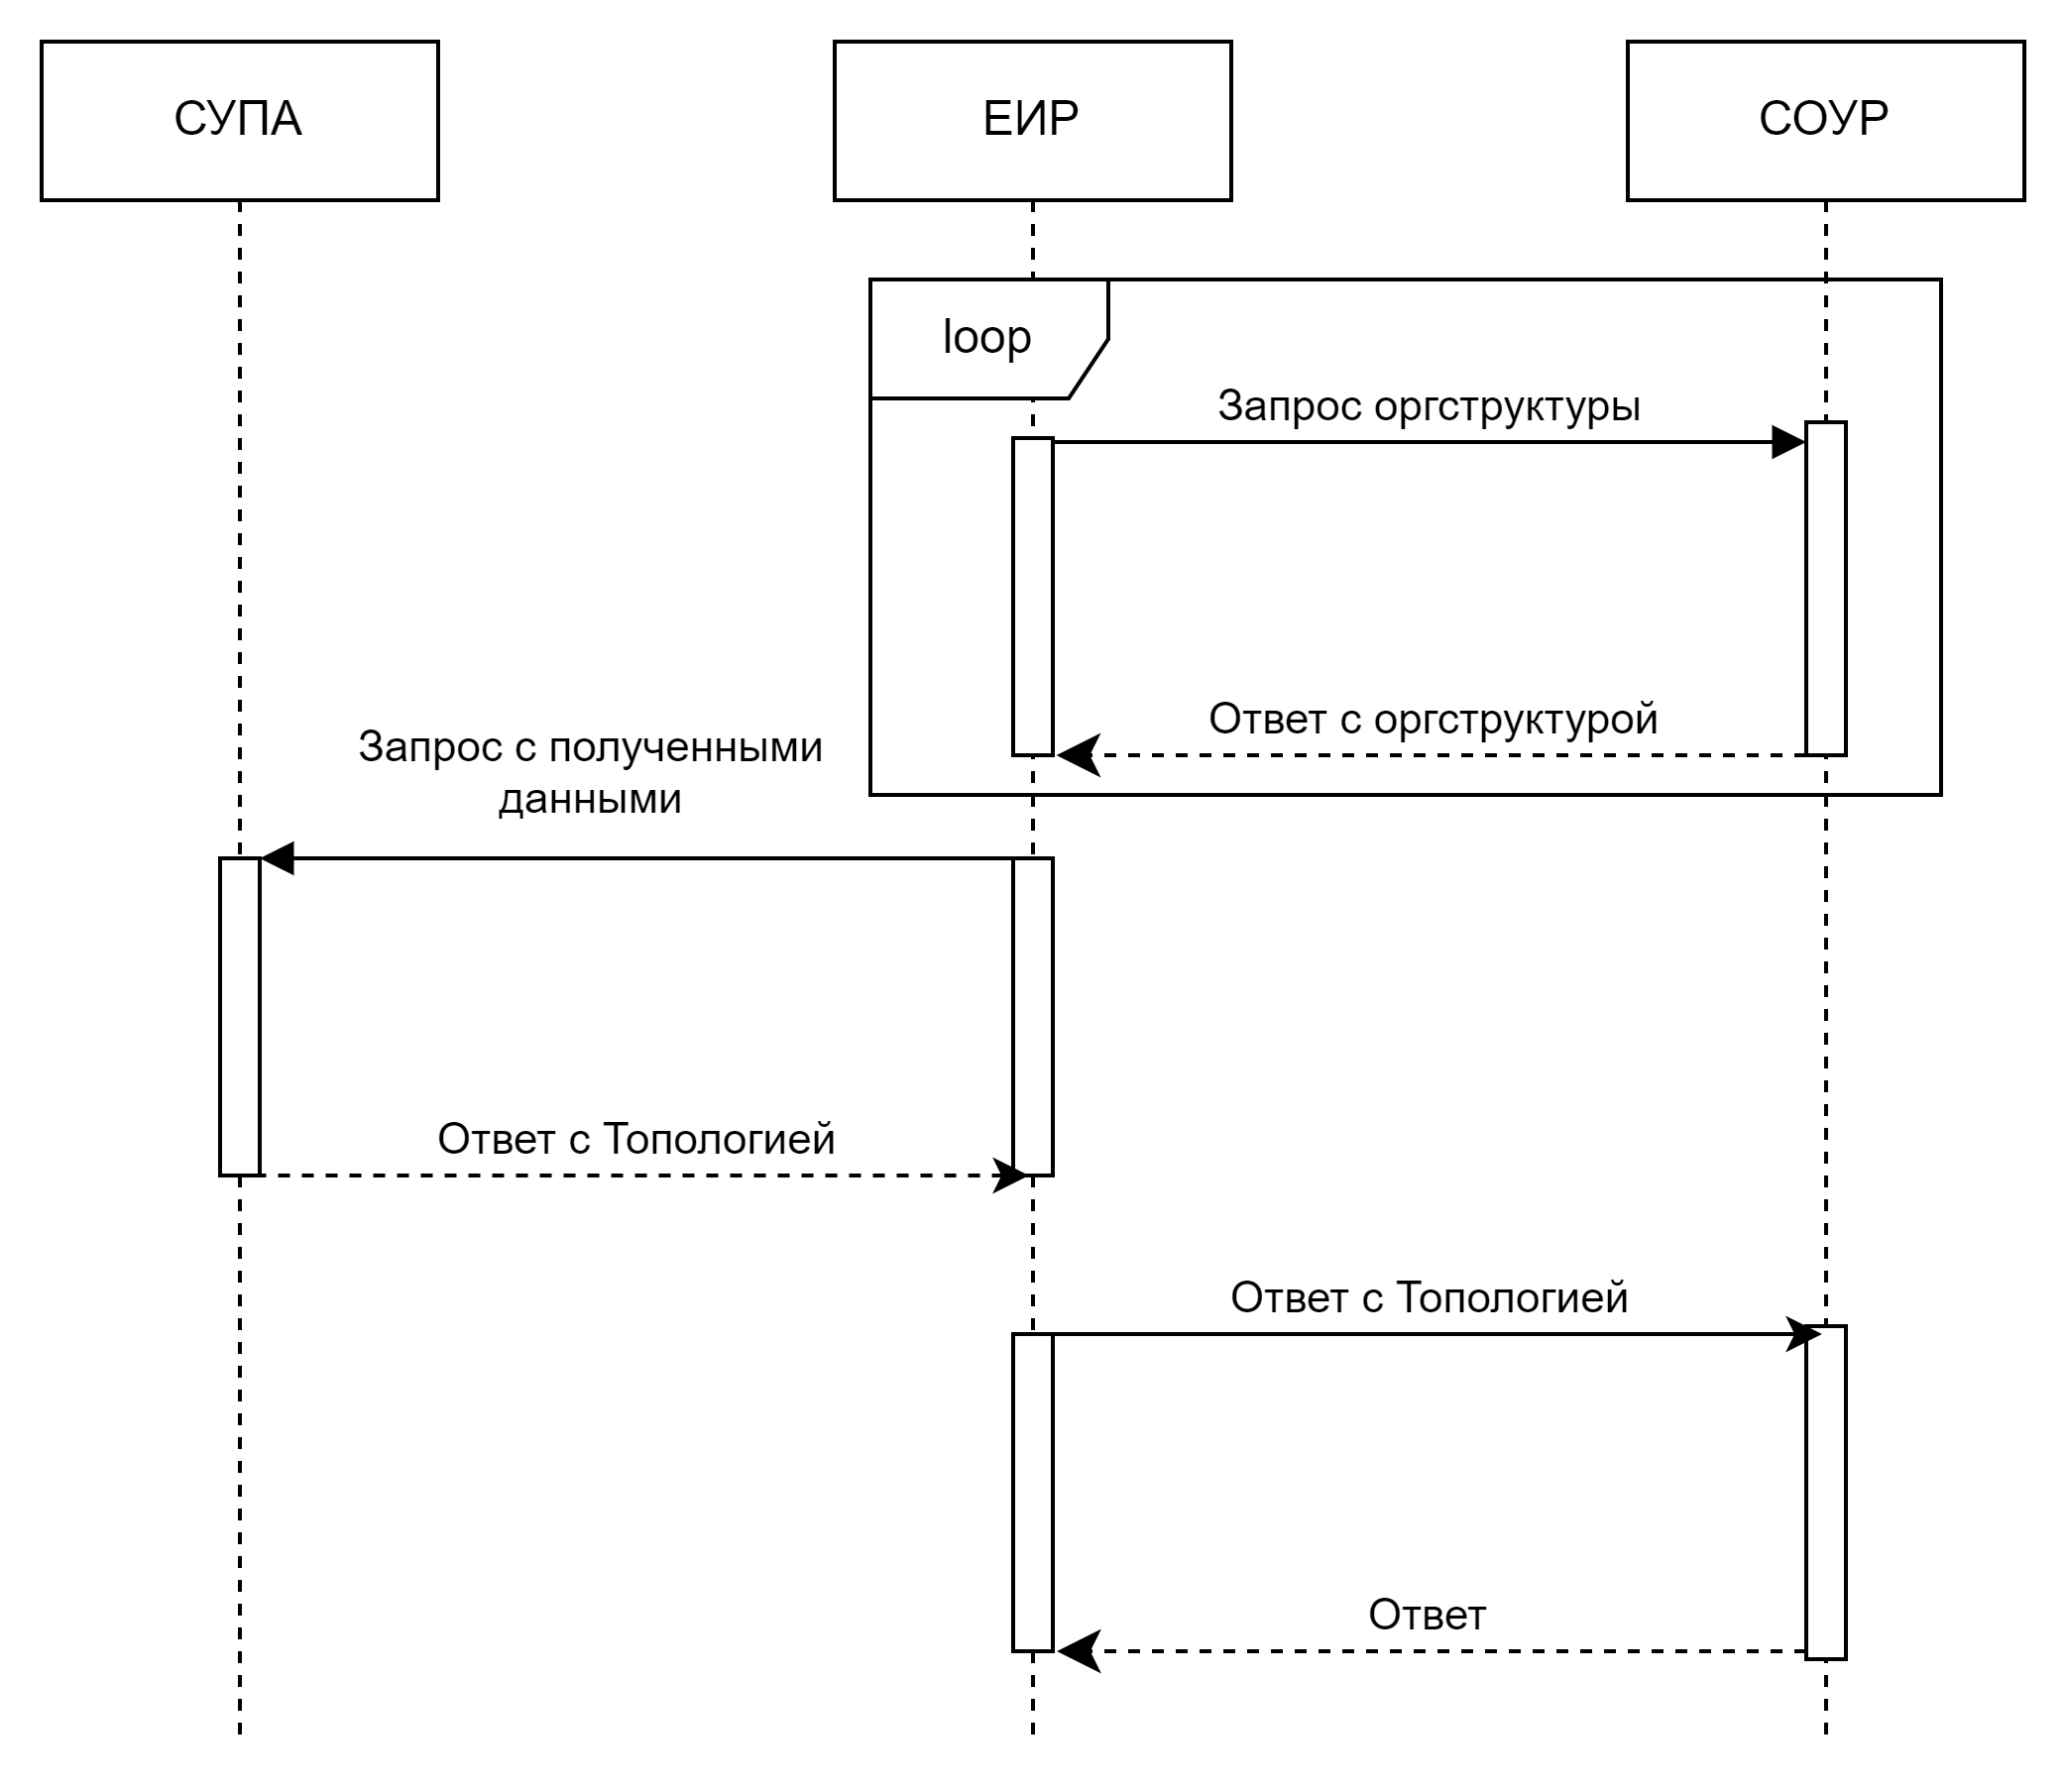 СУПА
ЕИР
СОУР
loop
Запрос оргструктуры
Ответ с оргструктурой
Запрос с полученными
данными
Ответ с Топологией
Ответ с Топологией
Ответ